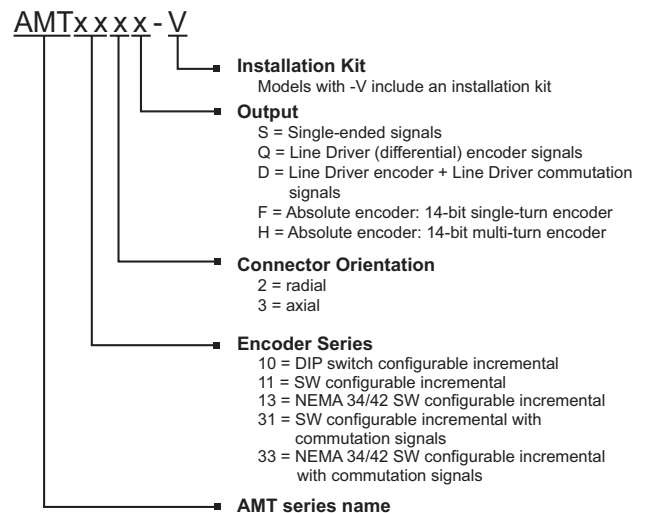 AMTxxxx-V
Installation Kit
Models with -V include an installation kit
Output
S = Single-ended signals
Q = Line Driver (differential) encoder signals
D = Line Driver encoder + Line Driver commutation
signals
F = Absolute encoder: 14-bit single-turn encoder
H = Absolute encoder: 14-bit multi-turn encoder
Connector Orientation
2 = radial
3 = axial
Encoder Series
10 = DIP switch configurable incremental
11 = SW configurable incremental
13 = NEMA 34/42 SW configurable incremental
31 = SW configurable incremental with
commutation signals
33 = NEMA 34/42 SW configurable incremental
with commutation signals
AMT series name